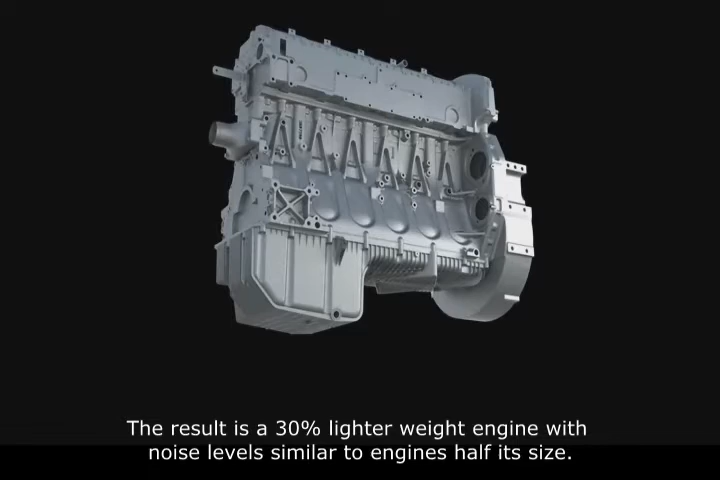 The result is a 30% lighter weight engine with
noise levels similar to engines half its size.